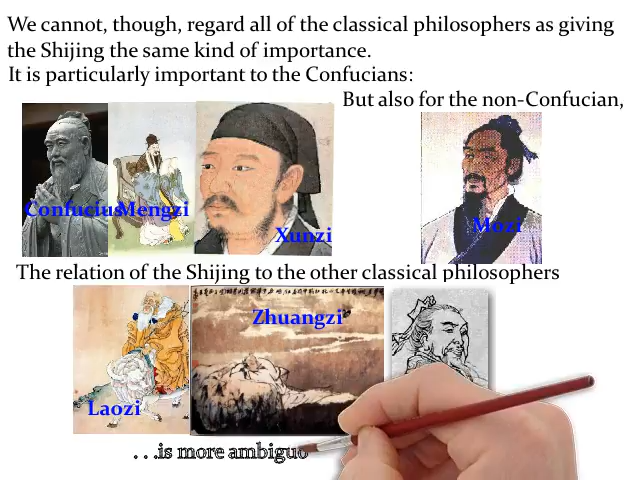 We cannot, though, regard all of the classical philosophers as giving
the Shijing the same kind of importance.
It is particularly important to the Confucians:
But also for the non-Confucian,
Confucius
Mengzi
Xunzi
Mozi
The relation of the Shijing to the other classical philosophers
Zhuangzi
Laozi
. . .is more ambiguo